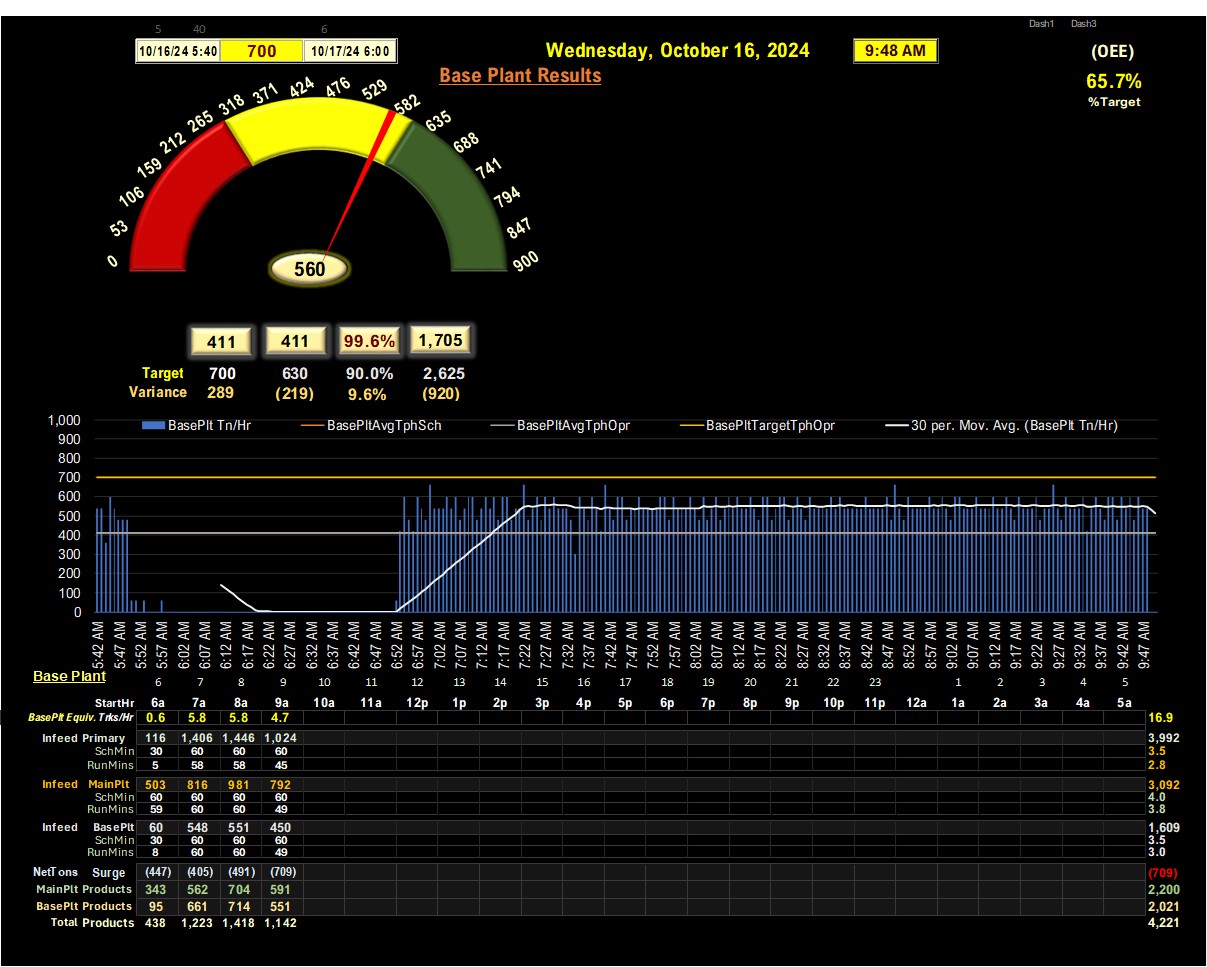 5 40 6 Dash1 Dash3
10/16/24 5:40 700 10/17/24 6:00 Wednesday, October 16, 2024 9:48 AM (OEE)
Base Plant Results 65.7%
%Target
0 53 106 159 212 265 318 371 424 476 529 582 635 688 741 794 847 900
560
411 411 99.6% 1,705
Target 700 630 90.0% 2,625
Variance 289 (219) 9.6% (920)
BasePlt Tn/Hr BasePltAvgTphSch BasePltAvgTphOpr BasePltTargetTphOpr 30 per. Mov. Avg. (BasePlt Tn/Hr)
1,000
900
800
700
600
500
400
300
200
100
0
5:42 AM 5:47 AM 5:52 AM 5:57 AM 6:02 AM 6:07 AM 6:12 AM 6:17 AM 6:22 AM 6:27 AM 6:32 AM 6:37 AM 6:42 AM 6:47 AM 6:52 AM 6:57 AM 7:02 AM 7:07 AM 7:12 AM 7:17 AM 7:22 AM 7:27 AM 7:32 AM 7:37 AM 7:42 AM 7:47 AM 7:52 AM 7:57 AM 8:02 AM 8:07 AM 8:12 AM 8:17 AM 8:22 AM 8:27 AM 8:32 AM 8:37 AM 8:42 AM 8:47 AM 8:52 AM 8:57 AM 9:02 AM 9:07 AM 9:12 AM 9:17 AM 9:22 AM 9:27 AM 9:32 AM 9:37 AM 9:42 AM 9:47 AM
Base Plant 6 7 8 9 10 11 12 13 14 15 16 17 18 19 20 21 22 23 1 2 3 4 5
StartHr 6a 7a 8a 9a 10a 11a 12p 1p 2p 3p 4p 5p 6p 7p 8p 9p 10p 11p 12a 1a 2a 3a 4a 5a
BasePlt Equiv. Trks/Hr 0.6 5.8 5.8 4.7 16.9
Infeed Primary 116 1,406 1,446 1,024 3,992
SchMin 30 60 60 60 3.5
RunMins 5 58 58 45 2.8
Infeed MainPlt 503 816 981 792 3,092
SchMin 60 60 60 60 4.0
RunMins 59 60 60 49 3.8
Infeed BasePlt 60 548 551 450 1,609
SchMin 30 60 60 60 3.5
RunMins 8 60 60 49 3.0
NetTons Surge (447) (405) (491) (709) (709)
MainPlt Products 343 562 704 591 2,200
BasePlt Products 95 661 714 551 2,021
Total Products 438 1,223 1,418 1,142 4,221